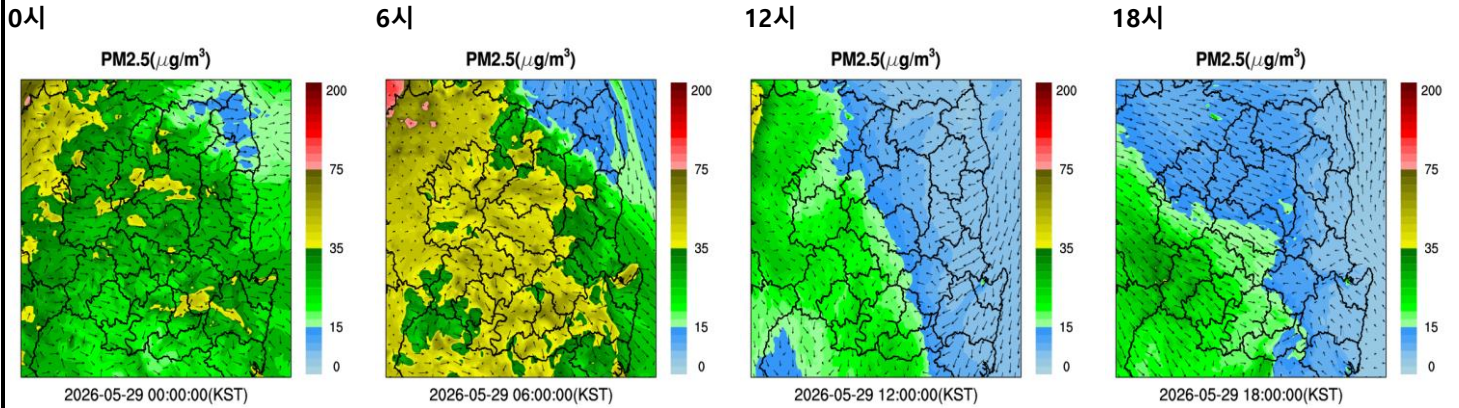 0시 6시 12시 18시
PM2.5(μg/m³) PM2.5(μg/m³) PM2.5(μg/m³) PM2.5(μg/m³)
200 200 200 200
75 75 75 75
35 35 35 35
15 15 15 15
0 0 0 0
2026-05-29 00:00:00(KST) 2026-05-29 06:00:00(KST) 2026-05-29 12:00:00(KST) 2026-05-29 18:00:00(KST)